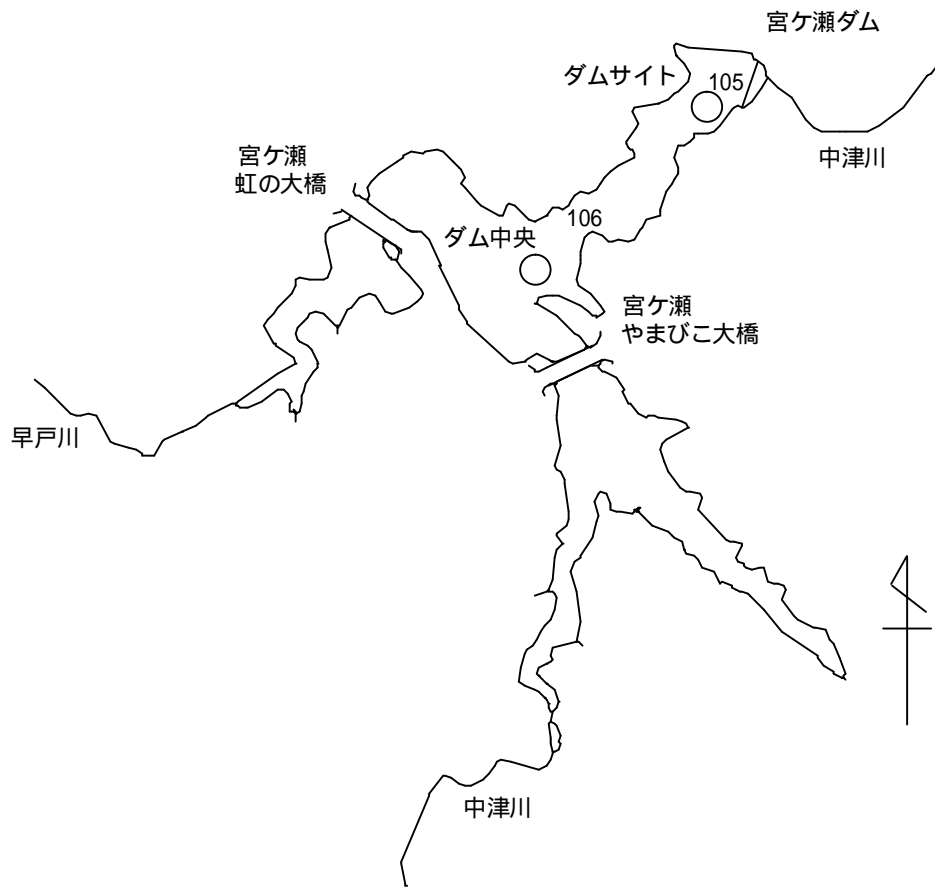 宮ケ瀬ダム
ダムサイト
105
中津川
宮ケ瀬
虹の大橋
106
ダム中央
宮ケ瀬
やまびこ大橋
早戸川
中津川